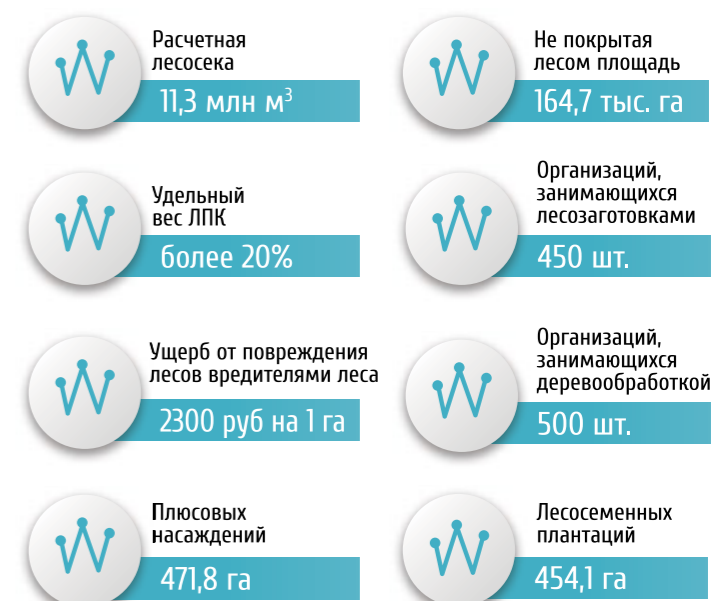 Расчетная
лесосека
11,3 млн м³
Не покрытая
лесом площадь
164,7 тыс. га
Удельный
вес ЛПК
более 20%
Организаций,
занимающихся
лесозаготовками
450 шт.
Ущерб от повреждения
лесов вредителями леса
2300 руб на 1 га
Организаций,
занимающихся
деревообработкой
500 шт.
Плюсовых
насаждений
471,8 га
Лесосеменных
плантаций
454,1 га